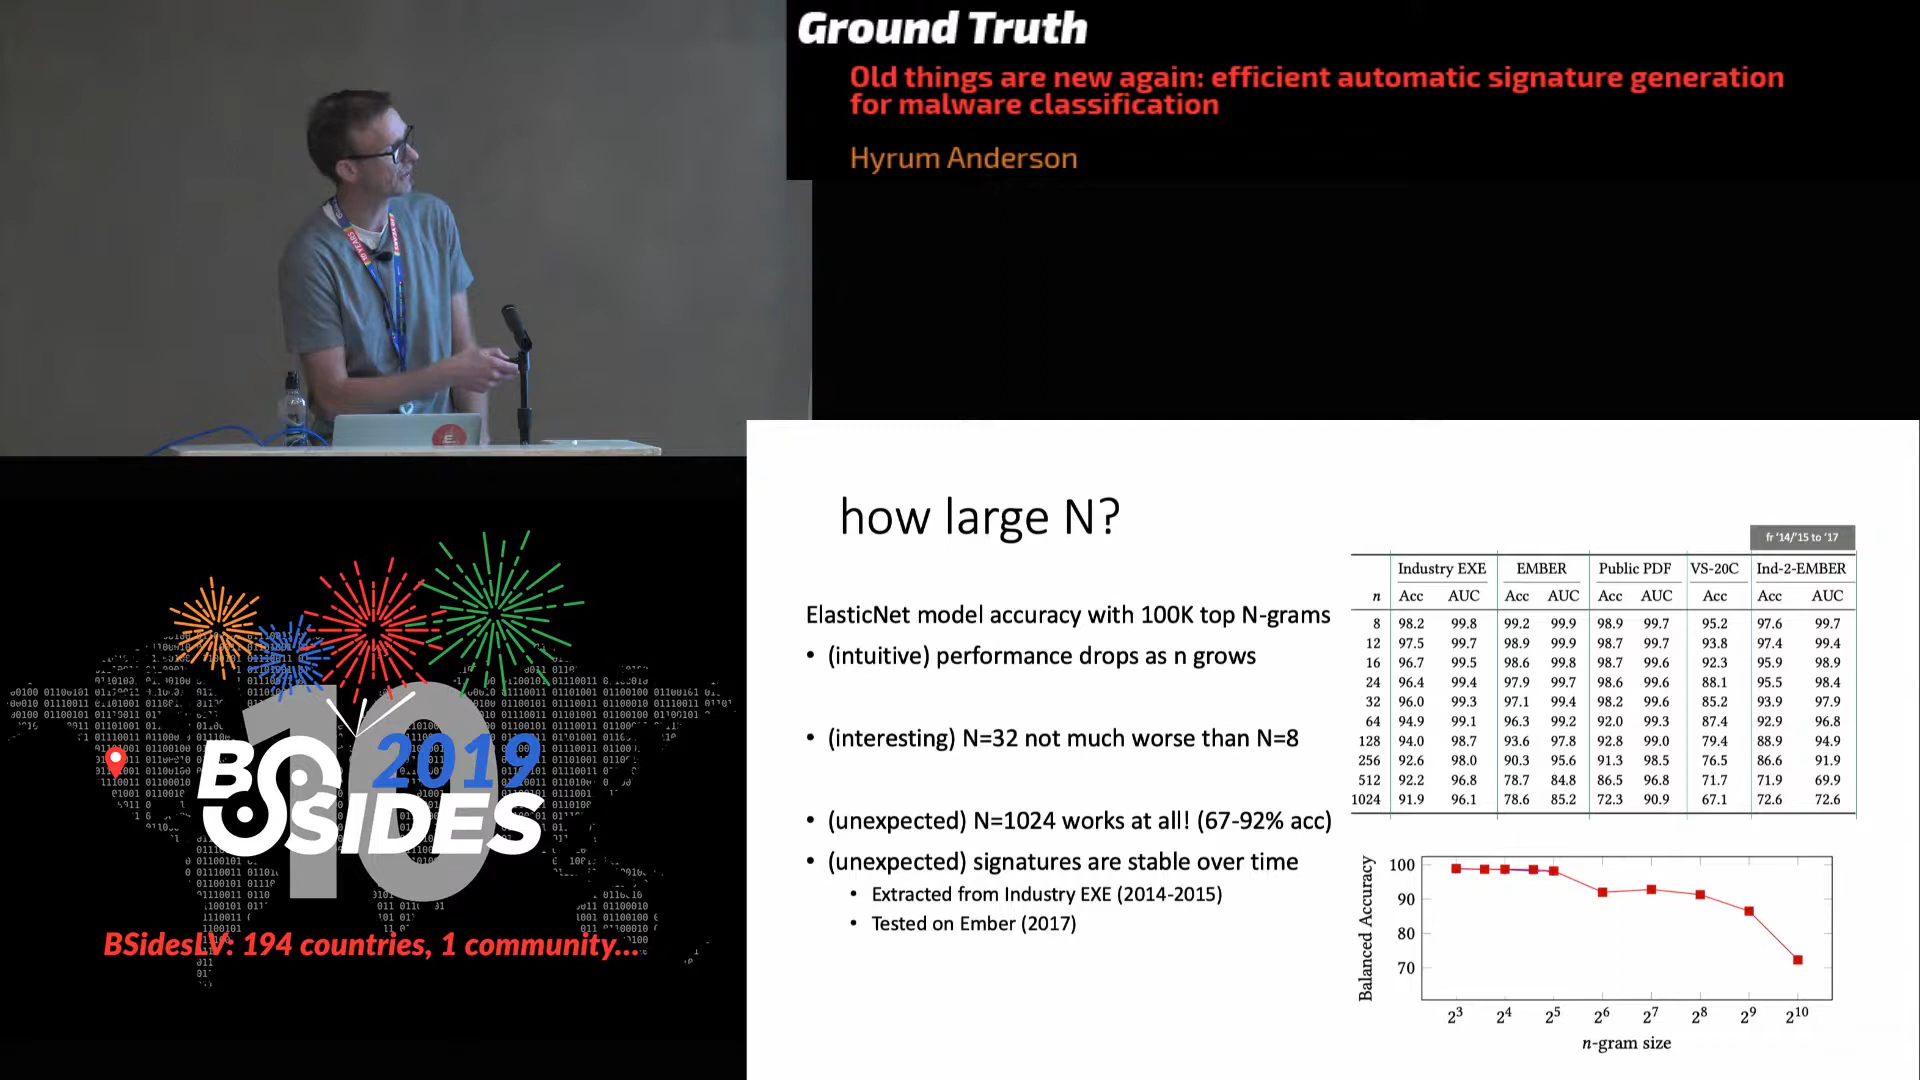 Ground Truth
Old things are new again: efficient automatic signature generation
for malware classification
Hyrum Anderson
how large N?
ElasticNet model accuracy with 100K top N-grams
• (intuitive) performance drops as n grows
• (interesting) N=32 not much worse than N=8
• (unexpected) N=1024 works at all! (67-92% acc)
• (unexpected) signatures are stable over time
• Extracted from Industry EXE (2014-2015)
• Tested on Ember (2017)
fr '14/'15 to '17
Industry EXE EMBER Public PDF VS-20C Ind-2-EMBER
n Acc AUC Acc AUC Acc AUC Acc Acc AUC
8 98.2 99.8 99.2 99.9 98.9 99.7 95.2 97.6 99.7
12 97.5 99.7 98.9 99.9 98.7 99.7 93.8 97.4 99.4
16 96.7 99.5 98.6 99.8 98.7 99.6 92.3 95.9 98.9
24 96.4 99.4 97.9 99.7 98.6 99.6 88.1 95.5 98.4
32 96.0 99.3 97.1 99.4 98.2 99.6 85.2 93.9 97.9
64 94.9 99.1 96.3 99.2 92.0 99.3 87.4 92.9 96.8
128 94.0 98.7 93.6 97.8 92.8 99.0 79.4 88.9 94.9
256 92.6 98.0 90.3 95.6 91.3 98.5 76.5 86.6 91.9
512 92.2 96.8 78.7 84.8 86.5 96.8 71.7 71.9 69.9
1024 91.9 96.1 78.6 85.2 72.3 90.9 67.1 72.6 72.6
Balanced Accuracy
100
90
80
70
2³ 2⁴ 2⁵ 2⁶ 2⁷ 2⁸ 2⁹ 2¹⁰
n-gram size
10
BSIDES
2019
BSidesLV: 194 countries, 1 community...